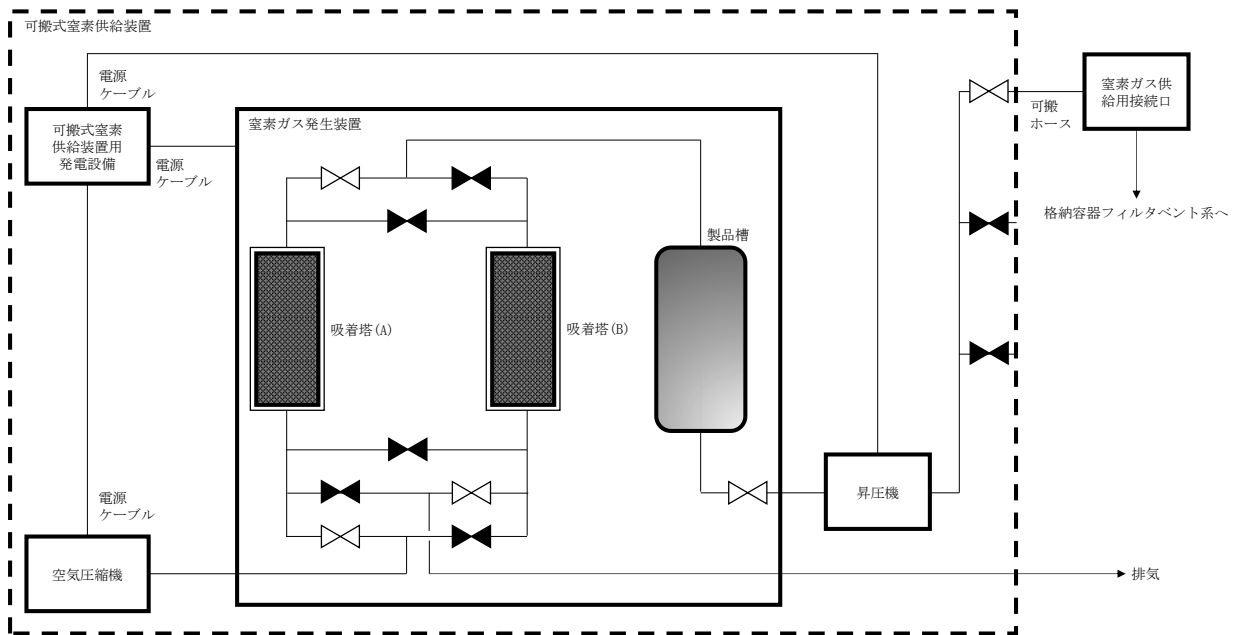 可搬式窒素供給装置
電源
ケーブル
可搬式窒素
供給装置用
発電設備
電源
ケーブル
窒素ガス発生装置
窒素ガス供
給用接続口
可搬
ホース
格納容器フィルタベント系へ
製品槽
吸着塔(A)
吸着塔(B)
昇圧機
電源
ケーブル
空気圧縮機
排気